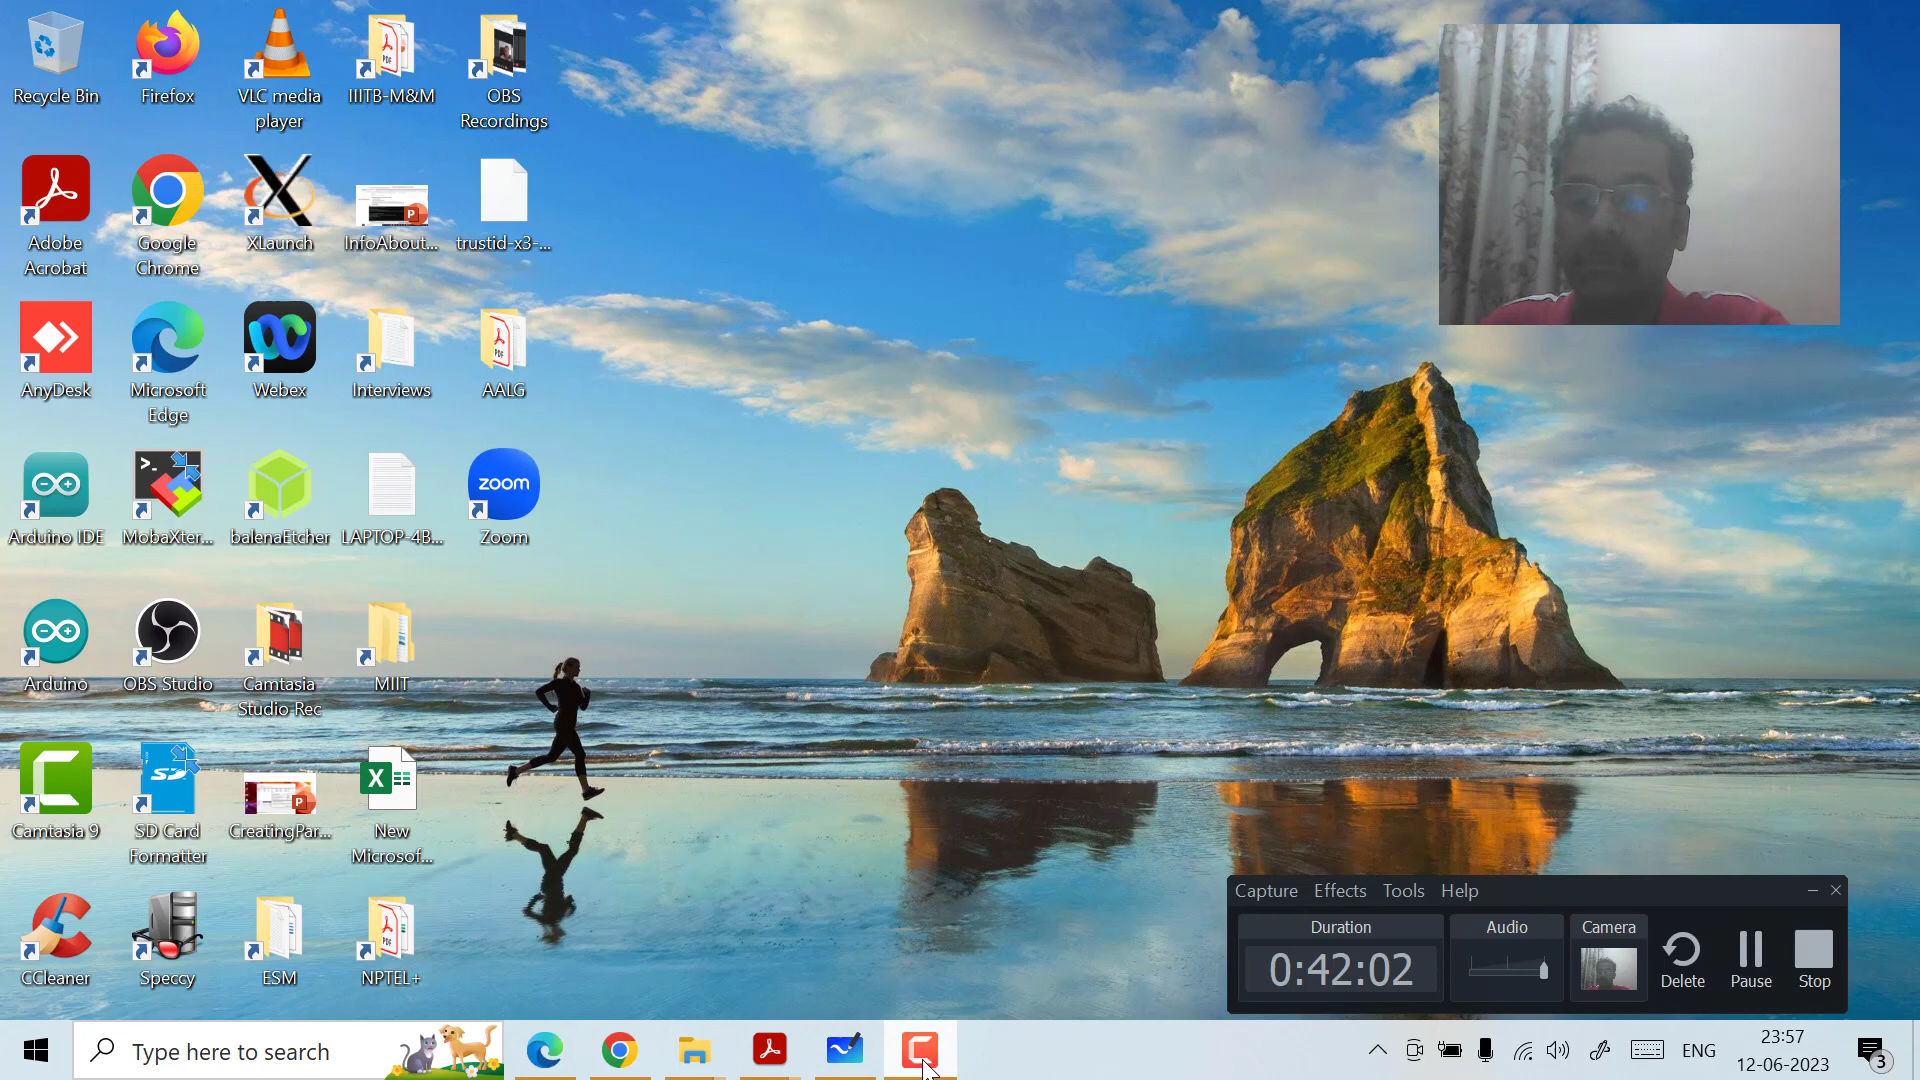 Recycle Bin
Firefox
VLC media
player
IIITB-M&M
OBS
Recordings
Adobe
Acrobat
Google
Chrome
XLaunch
InfoAbout...
trustid-x3-...
AnyDesk
Microsoft
Edge
Webex
Interviews
AALG
Arduino IDE
MobaXter...
balenaEtcher
LAPTOP-4B...
zoom
Zoom
Arduino
OBS Studio
Camtasia
Studio Rec
MIIT
Camtasia 9
SD Card
Formatter
CreatingPar...
New
Microsof...
CCleaner
Speccy
ESM
NPTEL+
Capture Effects Tools Help
Duration
0:42:02
Audio
Camera
Delete
Pause
Stop
Type here to search
ENG
23:57
12-06-2023
3